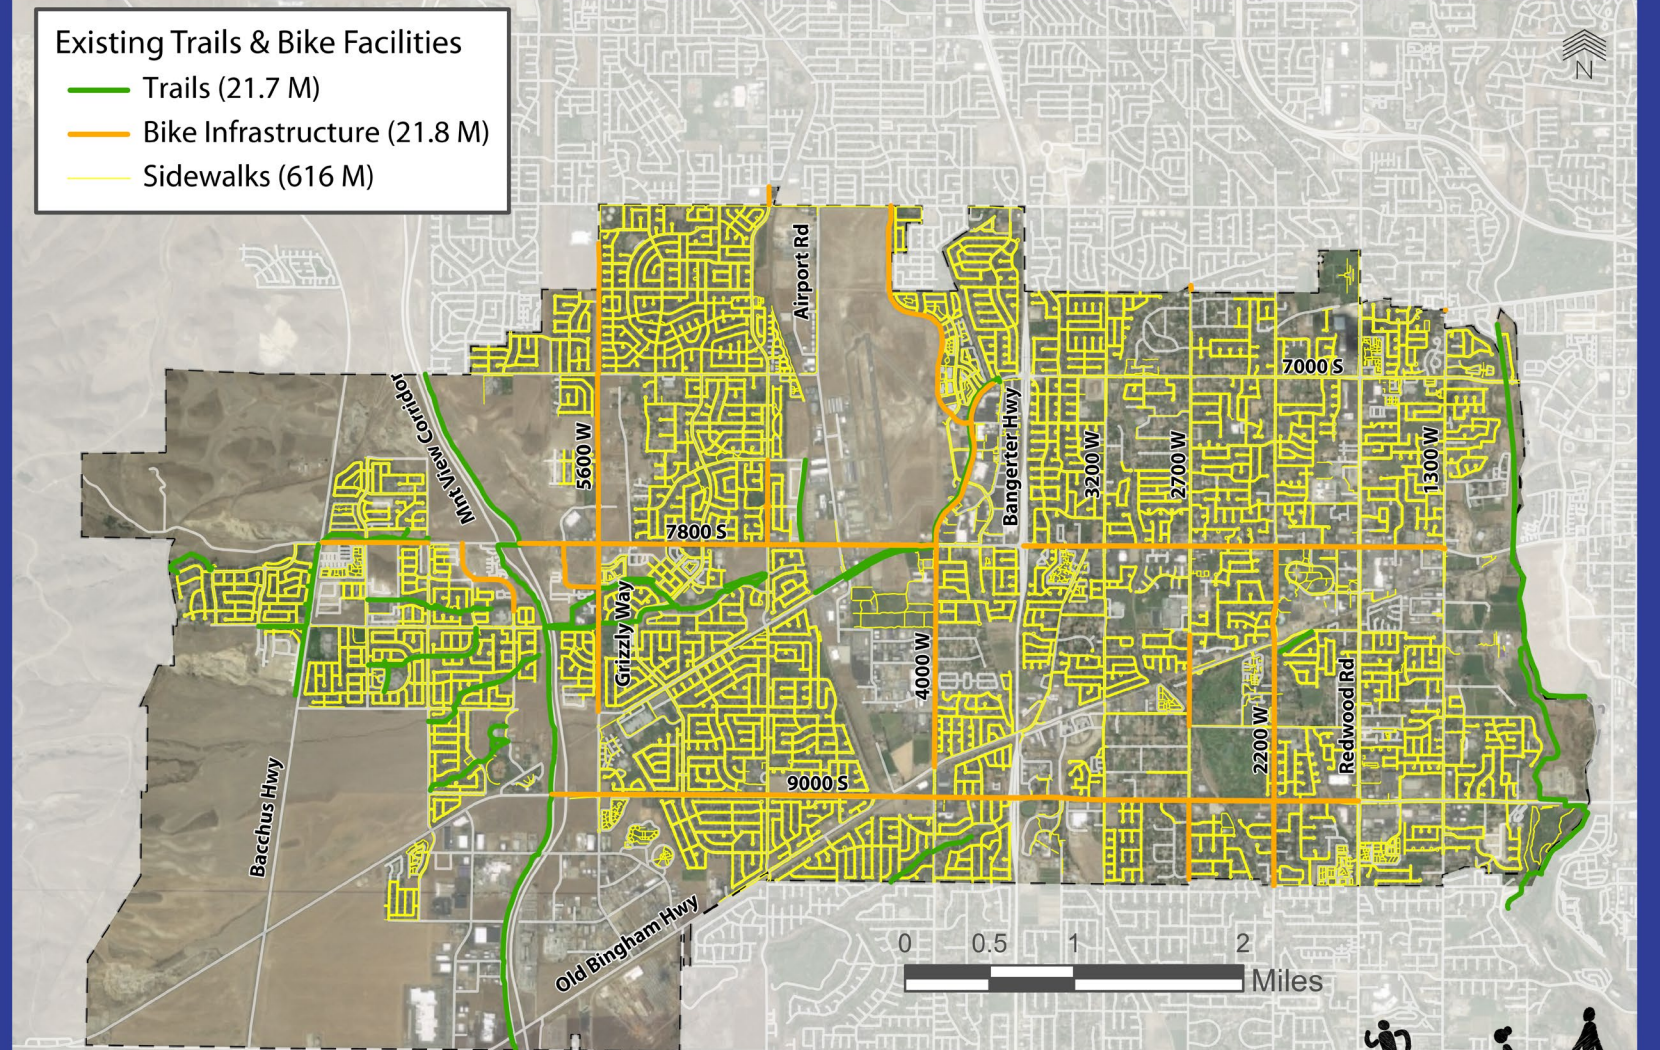 Existing Trails & Bike Facilities
Trails (21.7 M)
Bike Infrastructure (21.8 M)
Sidewalks (616 M)
N
Airport Rd
7000 S
Mnt View Corridor
5600 W
Bangerter Hwy
3200 W
2700 W
1300 W
7800 S
Grizzly Way
4000 W
2200 W
Redwood Rd
9000 S
Bacchus Hwy
Old Bingham Hwy
0 0.5 1 2
Miles